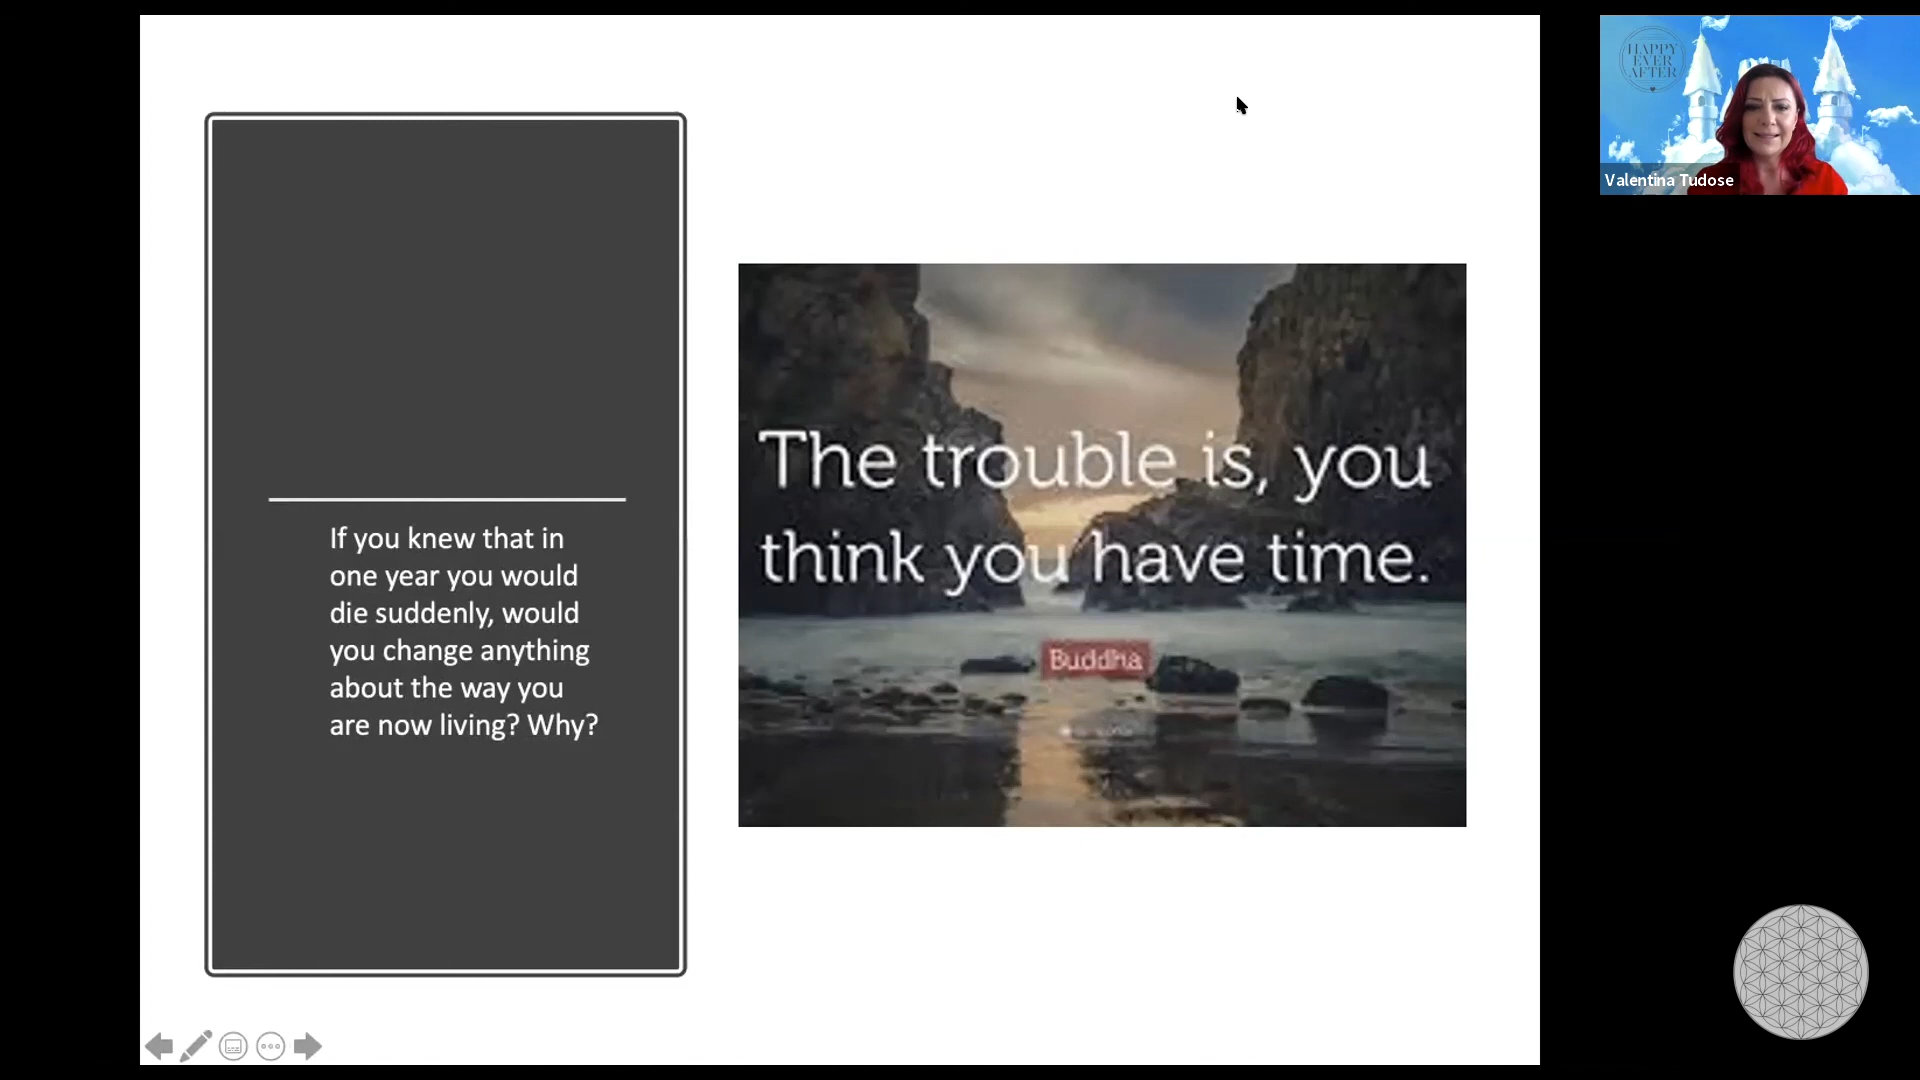 If you knew that in
one year you would
die suddenly, would
you change anything
about the way you
are now living? Why?
The trouble is, you
think you have time.
Buddha
HAPPY
EVER
AFTER
Valentina Tudose